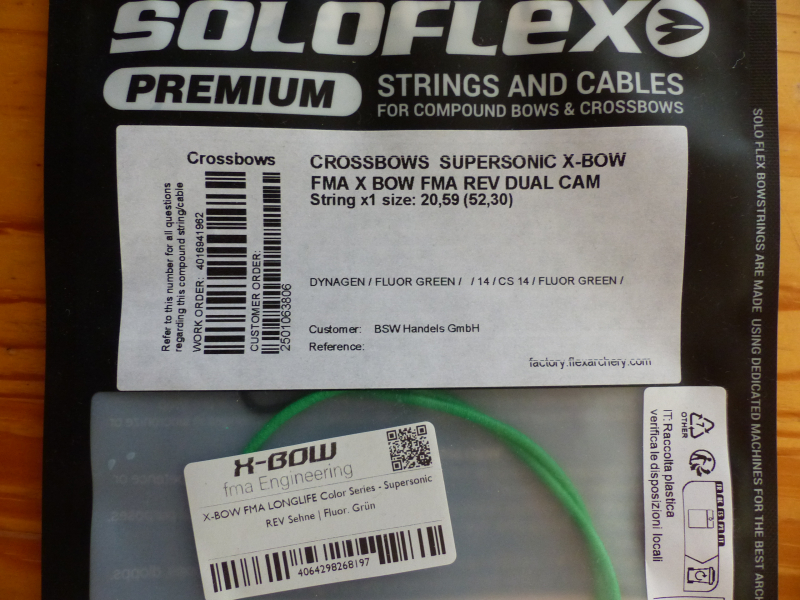 SOLOFLEX
PREMIUM
STRINGS AND CABLES
FOR COMPOUND BOWS & CROSSBOWS
Crossbows
Refer to this number for all questions
regarding this compound string/cable
WORK ORDER: 4016941962
CUSTOMER ORDER:
2501063806
CROSSBOWS SUPERSONIC X-BOW
FMA X BOW FMA REV DUAL CAM
String x1 size: 20,59 (52,30)
DYNAGEN / FLUOR GREEN / / 14 / CS 14 / FLUOR GREEN /
Customer: BSW Handels GmbH
Reference:
factory.flexarchery.com
SOLO FLEX BOWSTRINGS ARE MADE USING DEDICATED MACHINES FOR THE BEST
X-BOW
fma Engineering
X-BOW FMA LONGLIFE Color Series - Supersonic
REV Sehne | Fluor. Grün
4064298268197
7
OTHER
IT: Raccolta plastica
verifica le disposizioni locali